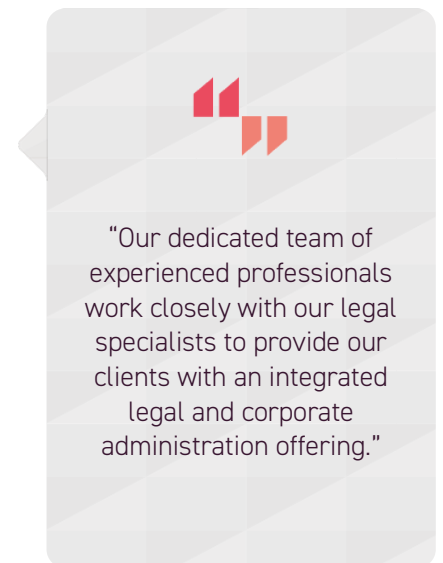 “Our dedicated team of
experienced professionals
work closely with our legal
specialists to provide our
clients with an integrated
legal and corporate
administration offering.”